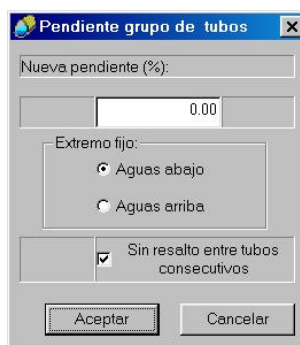 Pendiente grupo de tubos
Nueva pendiente (%):
0.00
Extremo fijo:
Aguas abajo
Aguas arriba
Sin resalto entre tubos
consecutivos
Aceptar
Cancelar